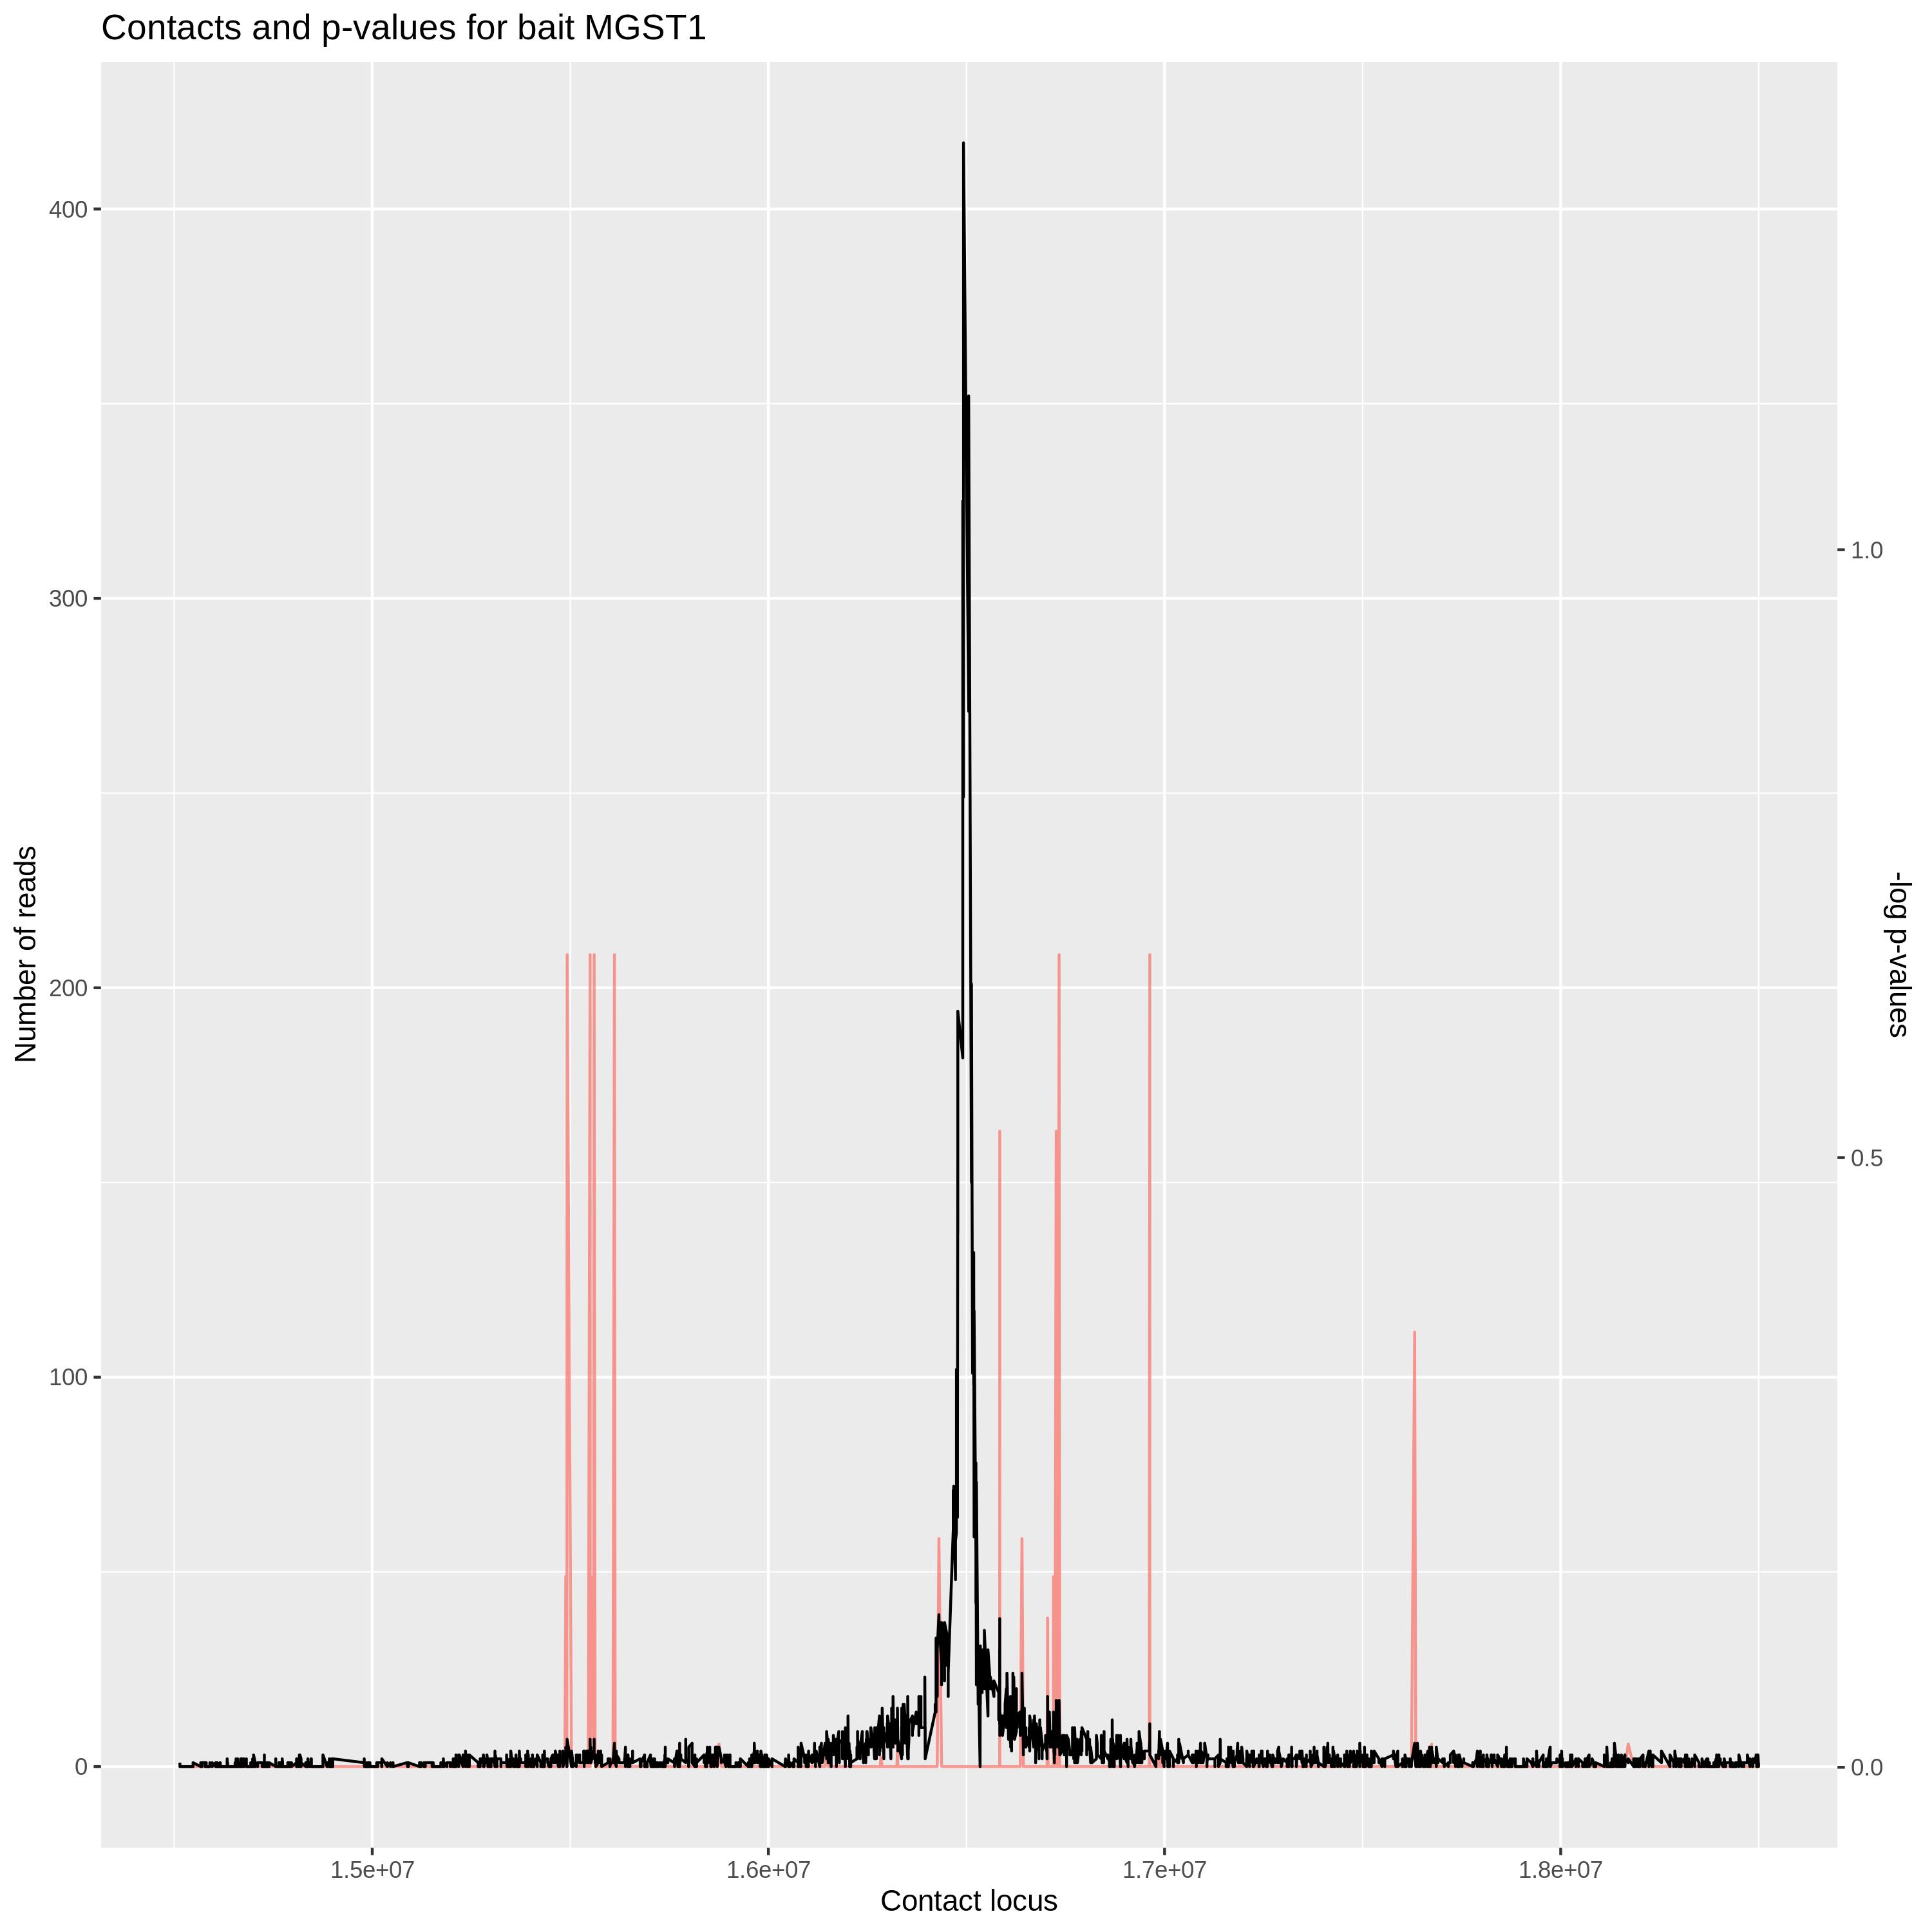 Contacts and p-values for bait MGST1
400
300
200
100
0
Number of reads
1.0
0.5
0.0
-log p-values
1.5e+07
1.6e+07
1.7e+07
1.8e+07
Contact locus